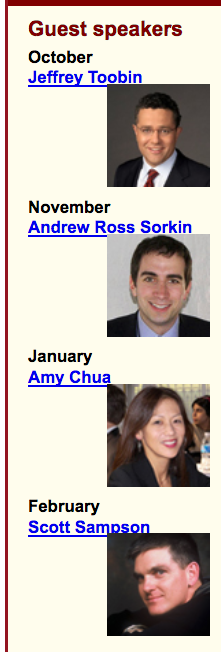 Guest speakers
October
Jeffrey Toobin
November
Andrew Ross Sorkin
January
Amy Chua
February
Scott Sampson